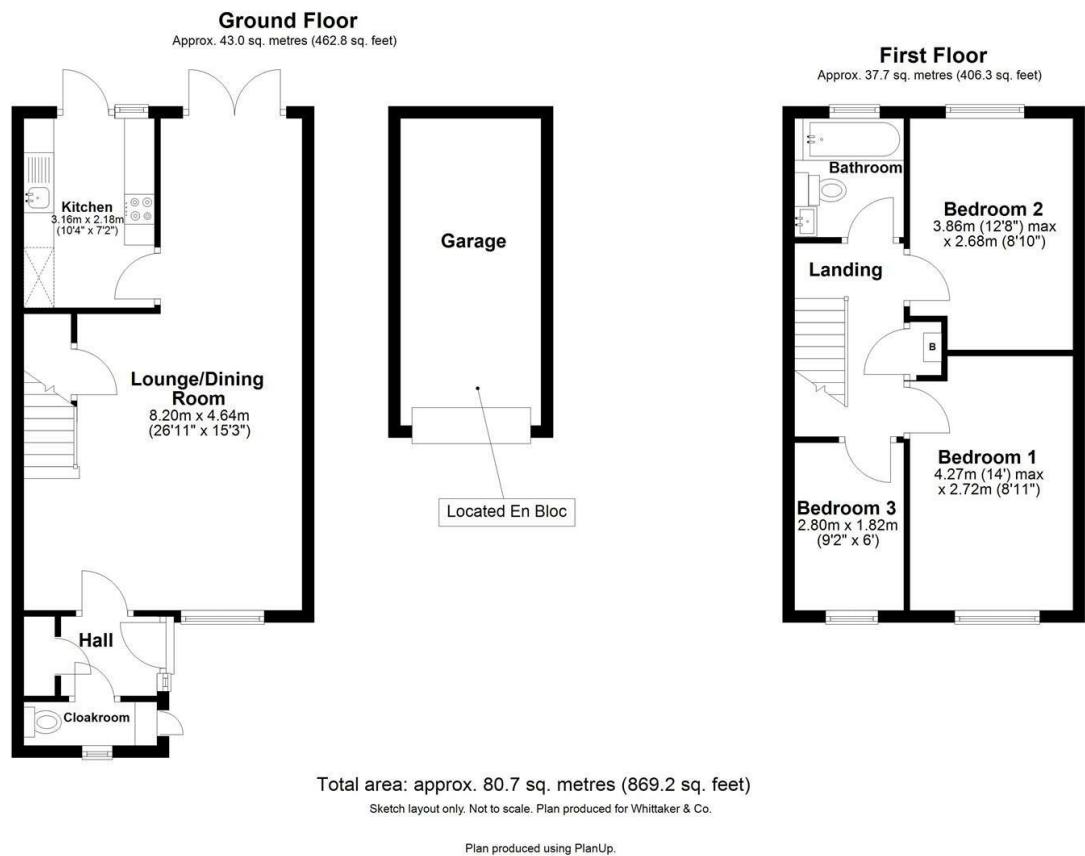 Ground Floor
Approx. 43.0 sq. metres (462.8 sq. feet)
Kitchen
3.16m x 2.18m
(10'4" x 7'2")
Lounge/Dining
Room
8.20m x 4.64m
(26'11" x 15'3")
Hall
Cloakroom
Garage
Located En Bloc
First Floor
Approx. 37.7 sq. metres (406.3 sq. feet)
Bathroom
Bedroom 2
3.86m (12'8") max
x 2.68m (8'10")
Landing
B
Bedroom 1
4.27m (14') max
x 2.72m (8'11")
Bedroom 3
2.80m x 1.82m
(9'2" x 6')
Total area: approx. 80.7 sq. metres (869.2 sq. feet)
Sketch layout only. Not to scale. Plan produced for Whittaker & Co.
Plan produced using PlanUp.